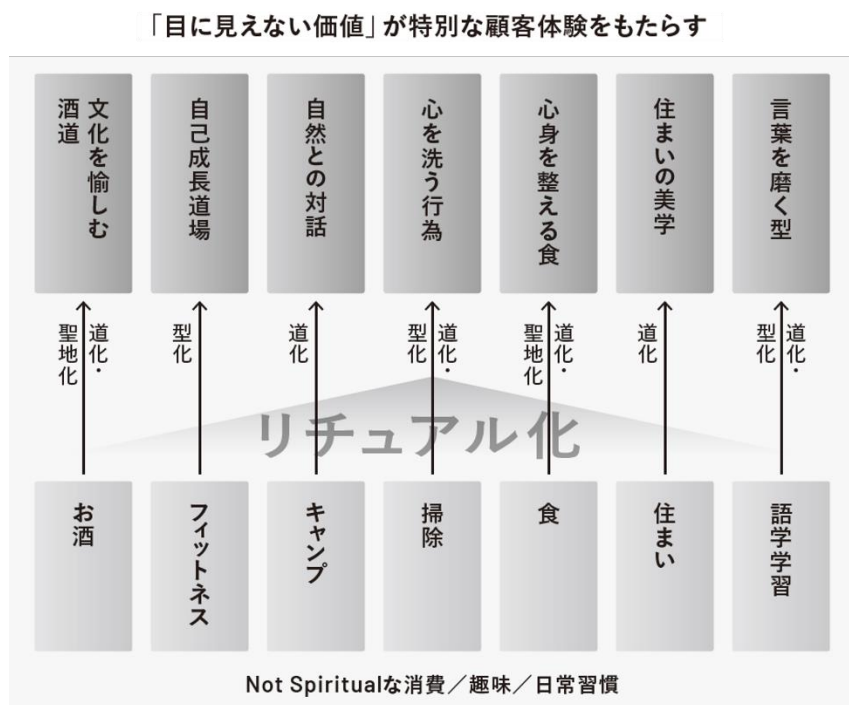 「目に見えない価値」が特別な顧客体験をもたらす
文化を愉しむ
酒道
自己成長道場
自然との対話
心を洗う行為
心身を整える食
住まいの美学
言葉を磨く型
道化・
聖地化
型化
道化
道化・
型化
道化・
聖地化
道化
道化・
型化
リチュアル化
お酒
フィットネス
キャンプ
掃除
食
住まい
語学学習
Not Spiritualな消費／趣味／日常習慣